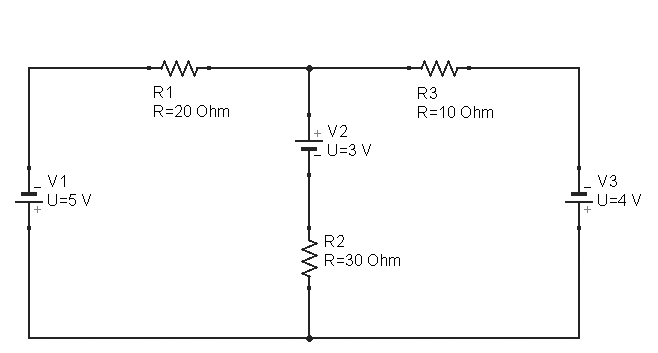 R1
R=20 Ohm
R3
R=10 Ohm
+ V2
− U=3 V
− V1
U=5 V
+
− V3
U=4 V
+
R2
R=30 Ohm